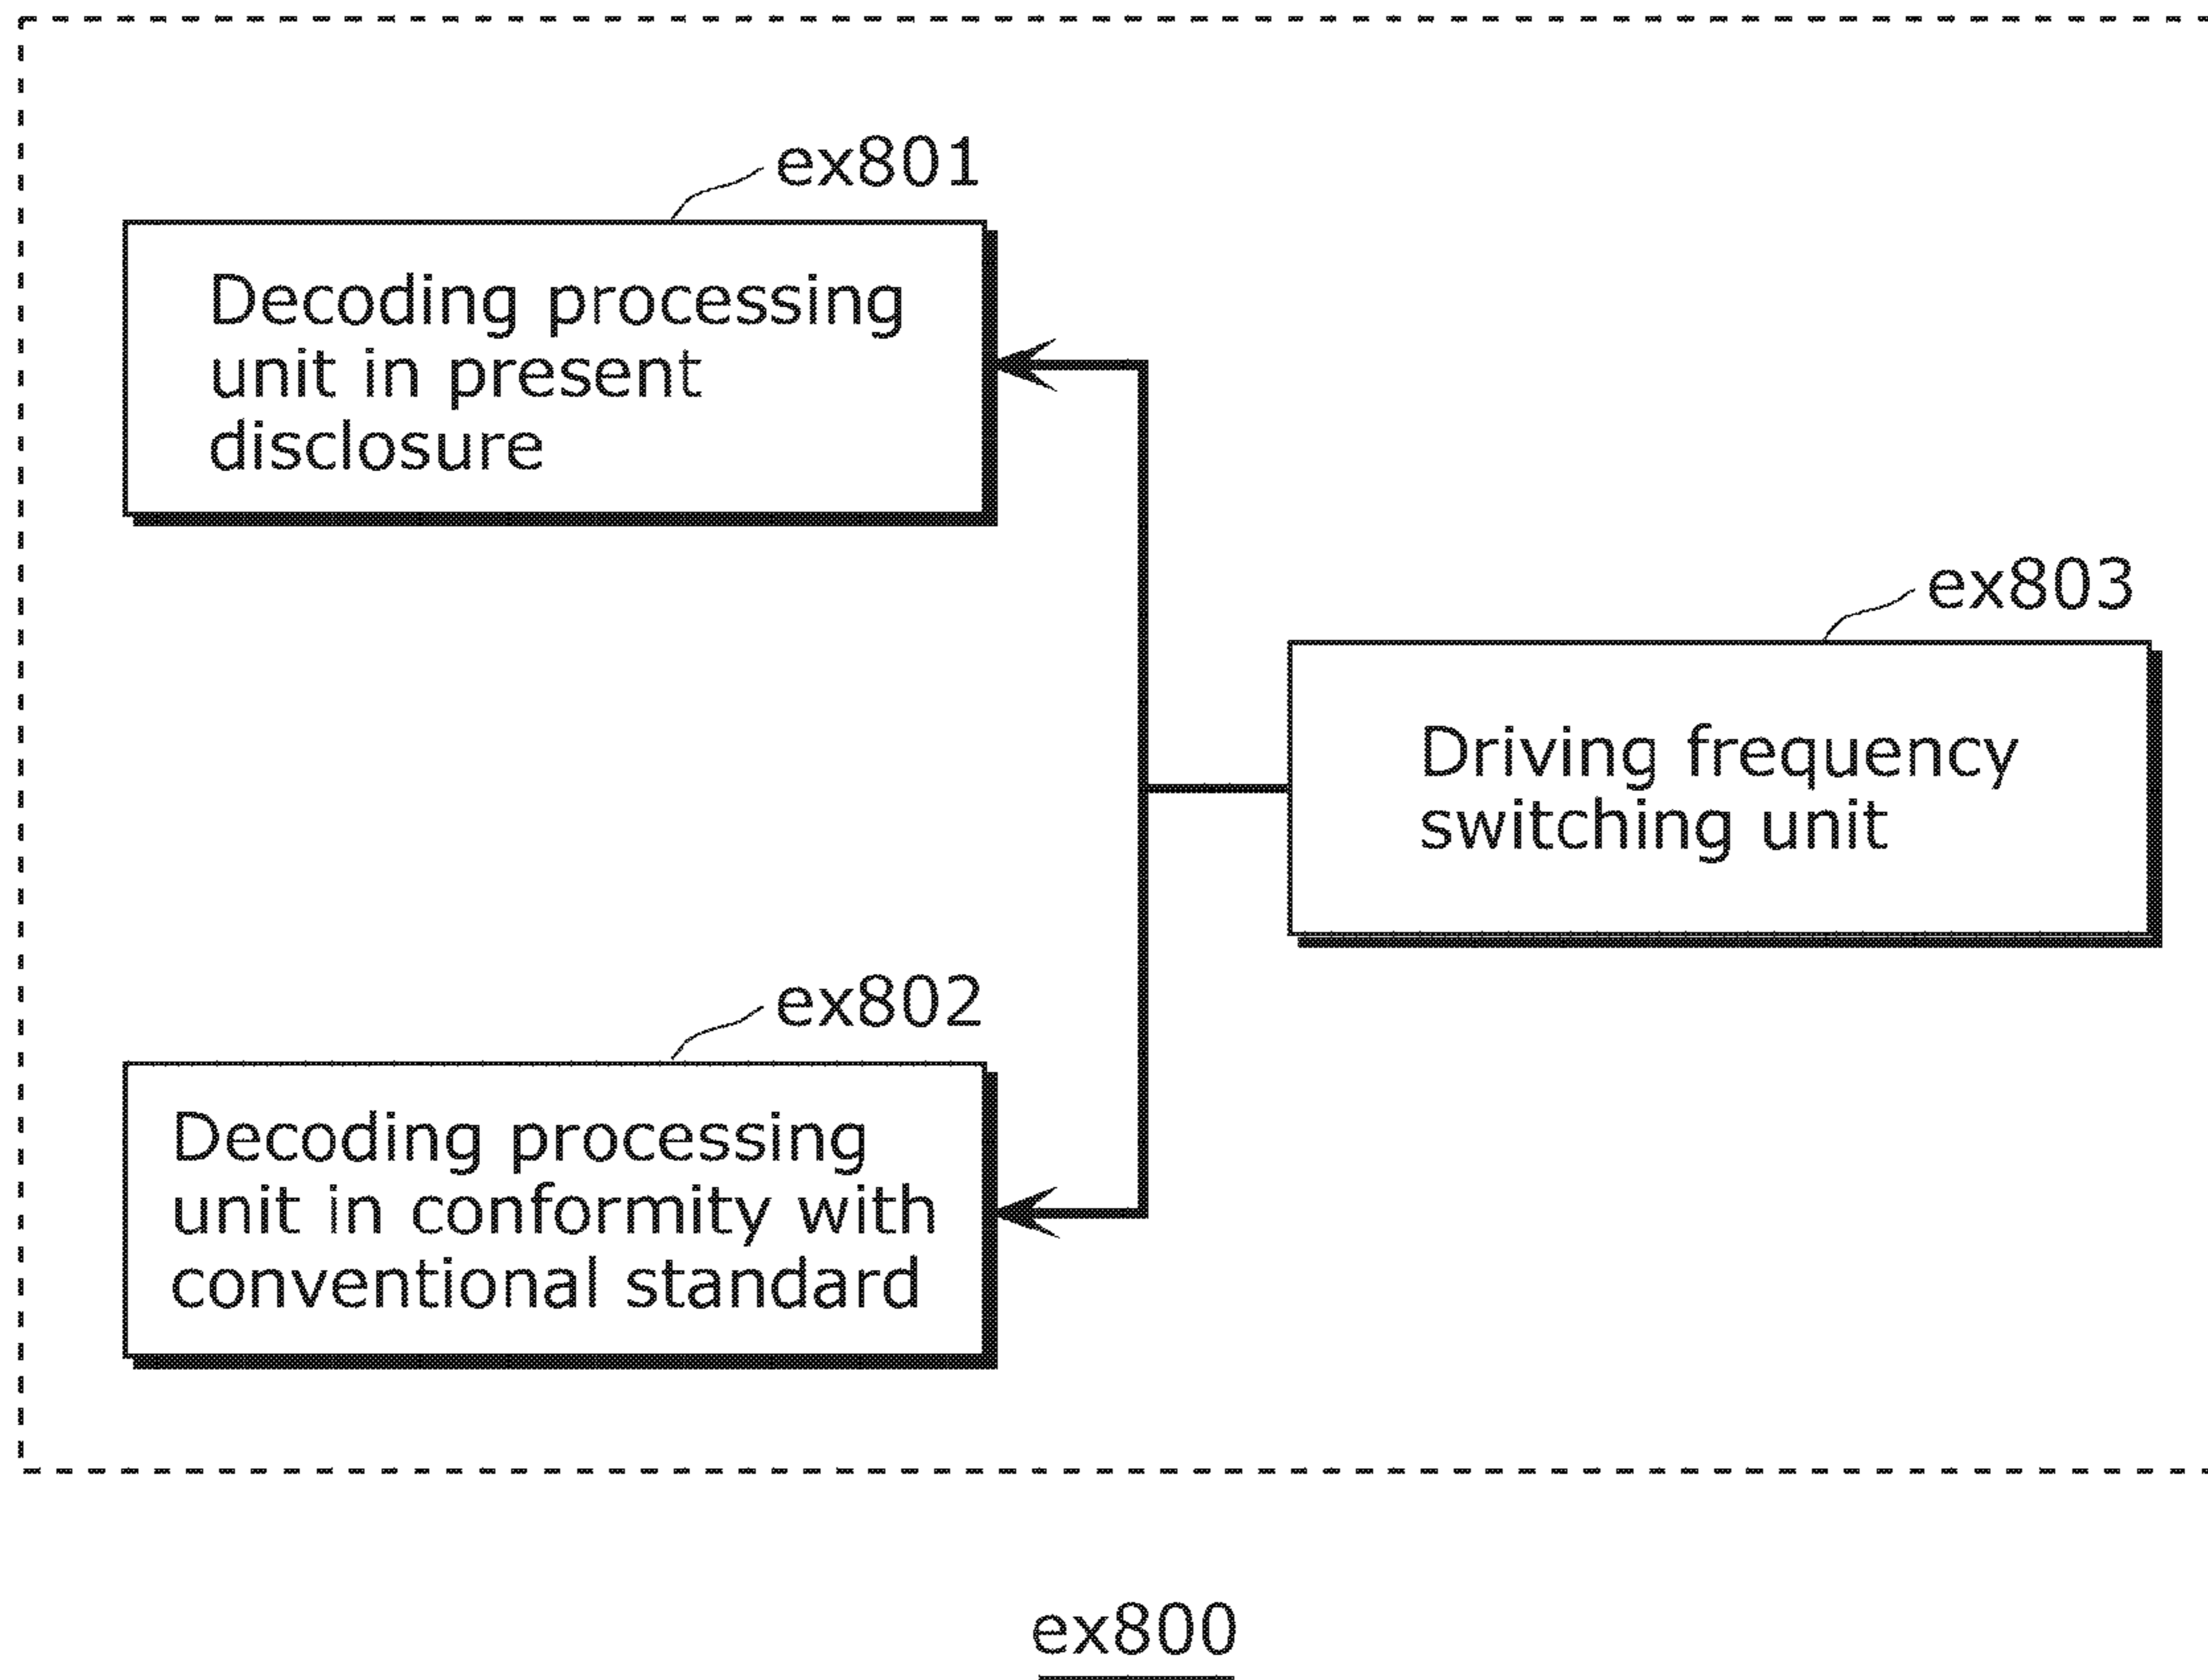 ex801
Decoding processing
unit in present
disclosure
ex803
Driving frequency
switching unit
ex802
Decoding processing
unit in conformity with
conventional standard
ex800